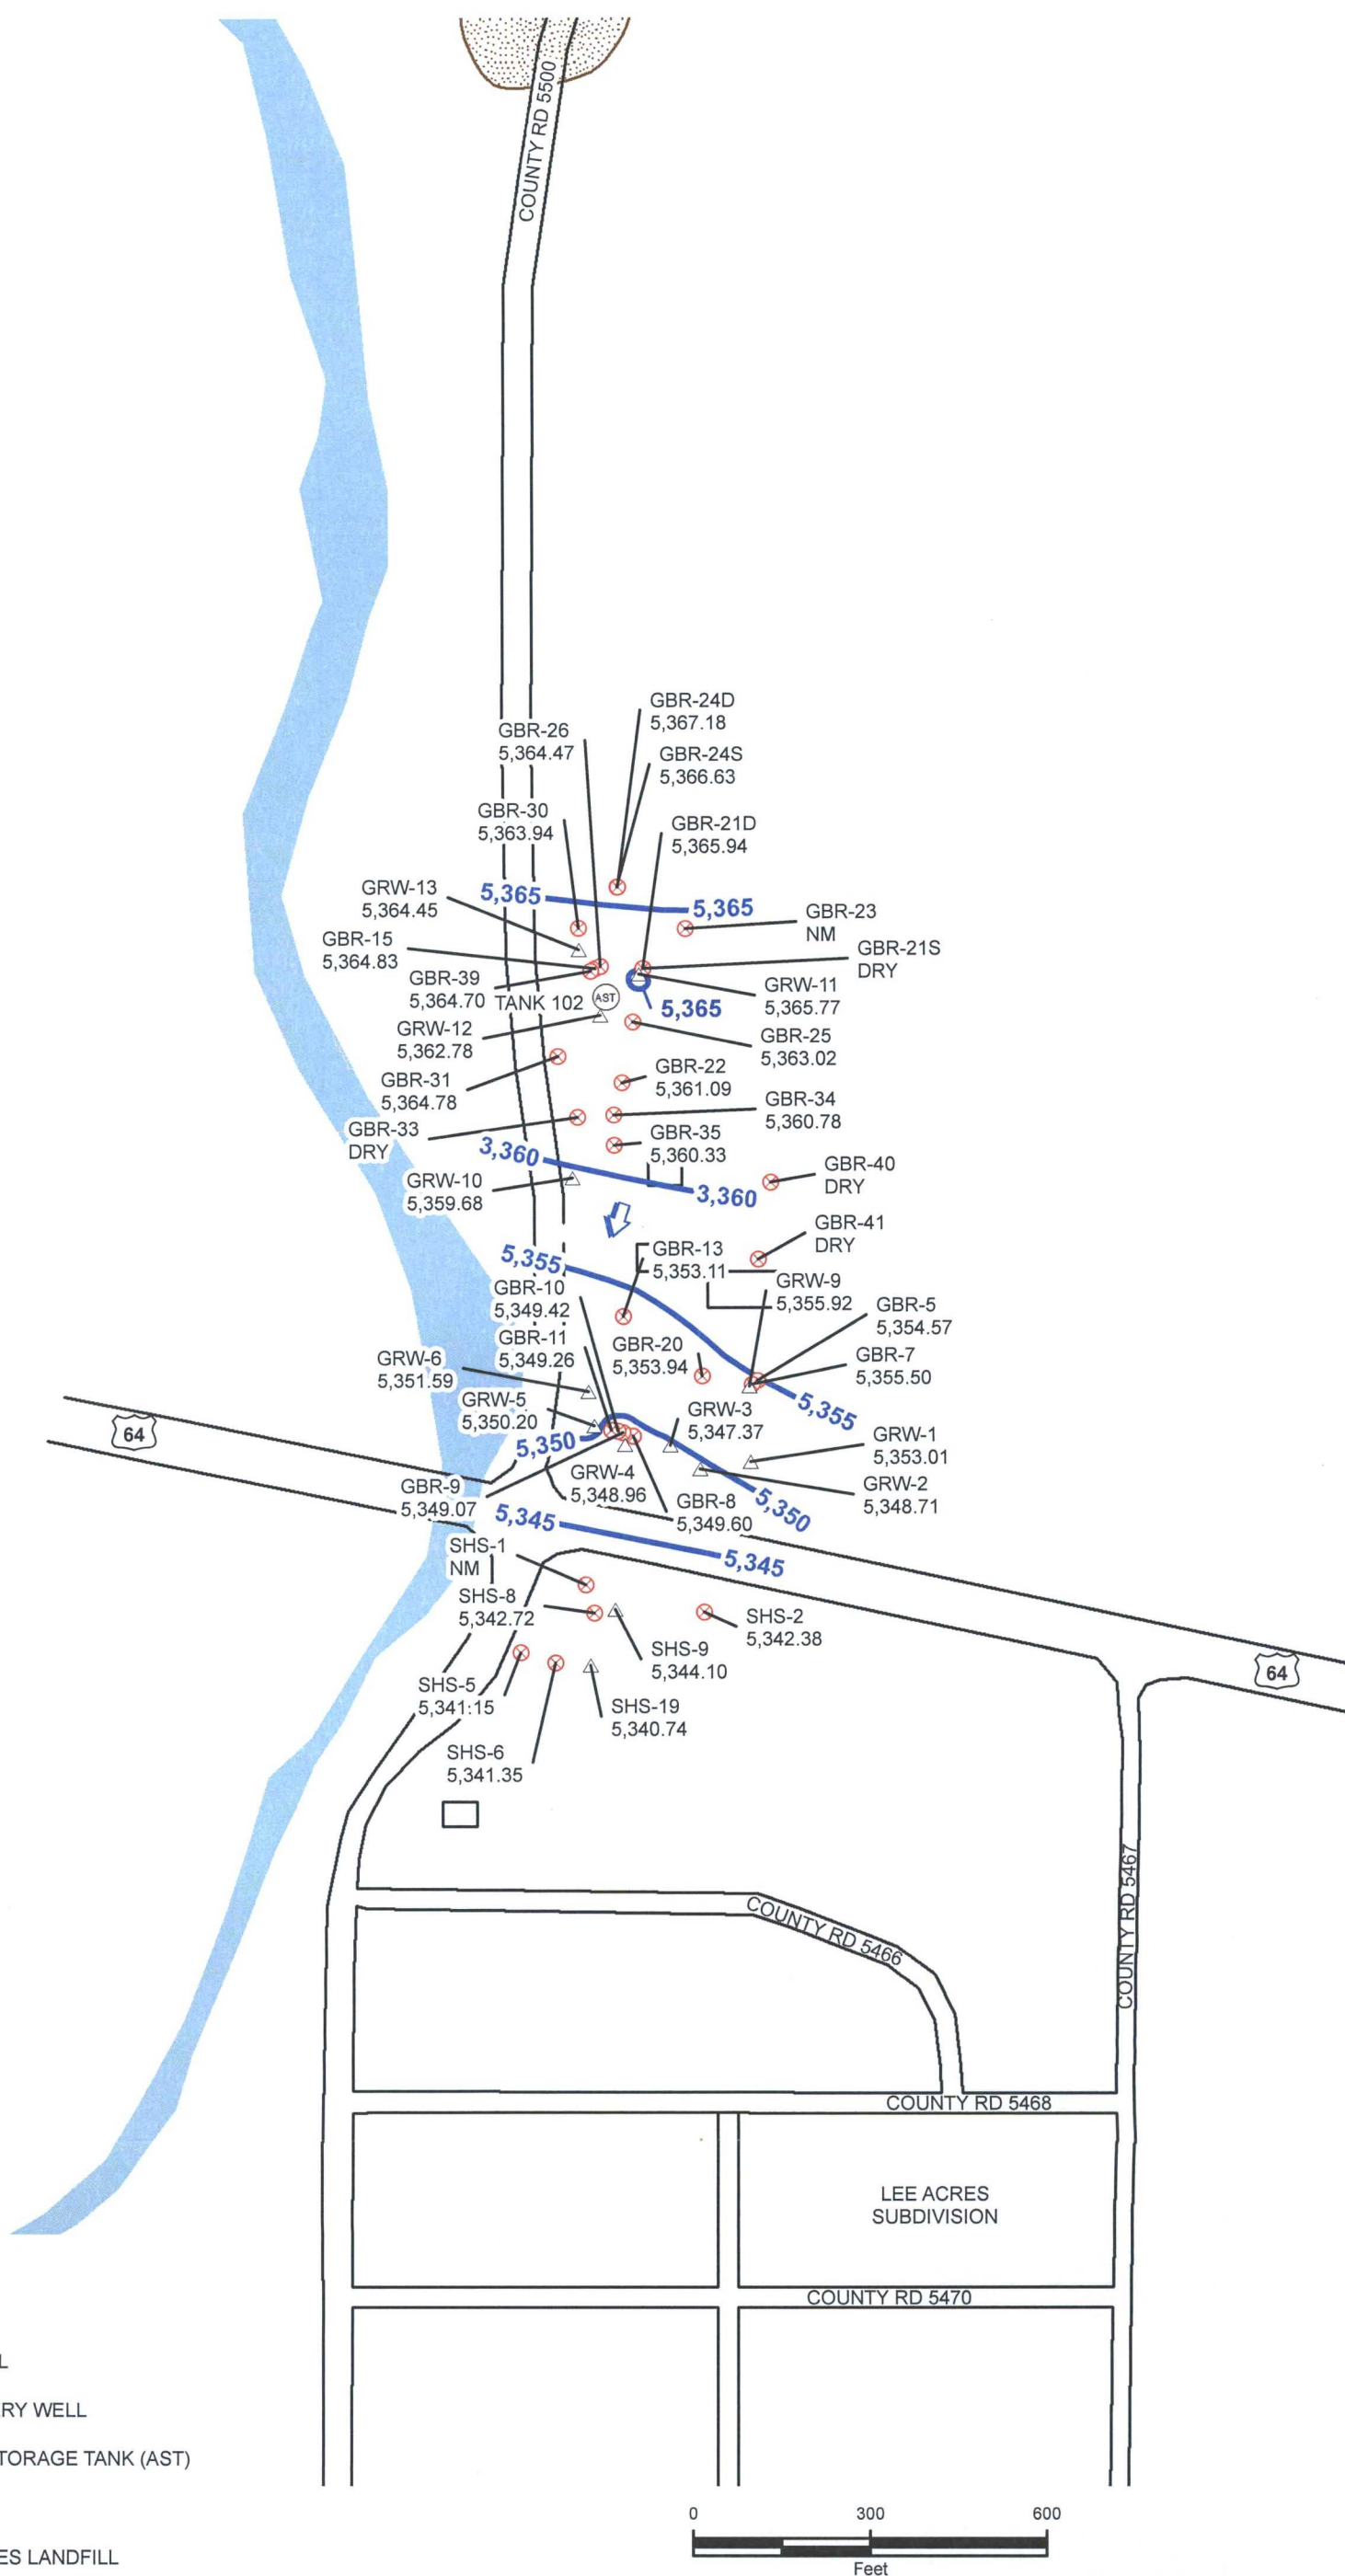 COUNTY RD 5500
GBR-24D
5,367.18
GBR-26
5,364.47
GBR-24S
5,366.63
GBR-30
5,363.94
GBR-21D
5,365.94
GRW-13
5,364.45
5,365
5,365
GBR-23
NM
GBR-15
5,364.83
GBR-21S
DRY
GBR-39
5,364.70
TANK 102
AST
5,365
GRW-11
5,365.77
GRW-12
5,362.78
GBR-25
5,363.02
GBR-31
5,364.78
GBR-22
5,361.09
GBR-34
5,360.78
GBR-33
DRY
GBR-35
5,360.33
3,360
3,360
GBR-40
DRY
GRW-10
5,359.68
GBR-41
DRY
5,355
GBR-13
5,353.11
GRW-9
5,355.92
GBR-10
5,349.42
GBR-5
5,354.57
GBR-11
5,349.26
GBR-20
5,353.94
GBR-7
5,355.50
GRW-6
5,351.59
5,355
GRW-5
5,350.20
GRW-3
5,347.37
64
5,350
GRW-1
5,353.01
GRW-4
5,348.96
GRW-2
5,348.71
GBR-9
5,349.07
GBR-8
5,349.60
5,350
5,345
5,345
SHS-1
NM
SHS-8
5,342.72
SHS-2
5,342.38
SHS-9
5,344.10
64
SHS-5
5,341:15
SHS-19
5,340.74
SHS-6
5,341.35
COUNTY RD 5467
COUNTY RD 5466
COUNTY RD 5468
LEE ACRES
SUBDIVISION
COUNTY RD 5470
L
RY WELL
TORAGE TANK (AST)
ES LANDFILL
0 300 600
Feet